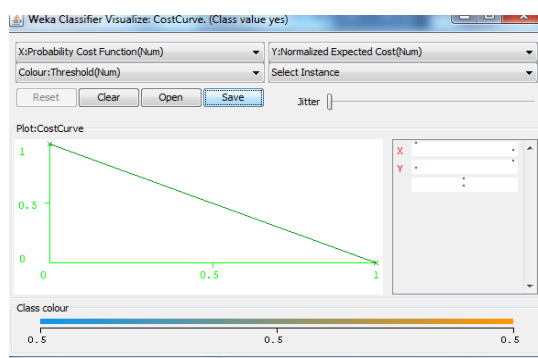 Weka Classifier Visualize: CostCurve. (Class value yes)
X:Probability Cost Function(Num) Y:Normalized Expected Cost(Num)
Colour:Threshold(Num) Select Instance
Reset Clear Open Save Jitter
Plot:CostCurve
1
0.5
0
0 0.5 1
X
Y
Class colour
0.5 0.5 0.5